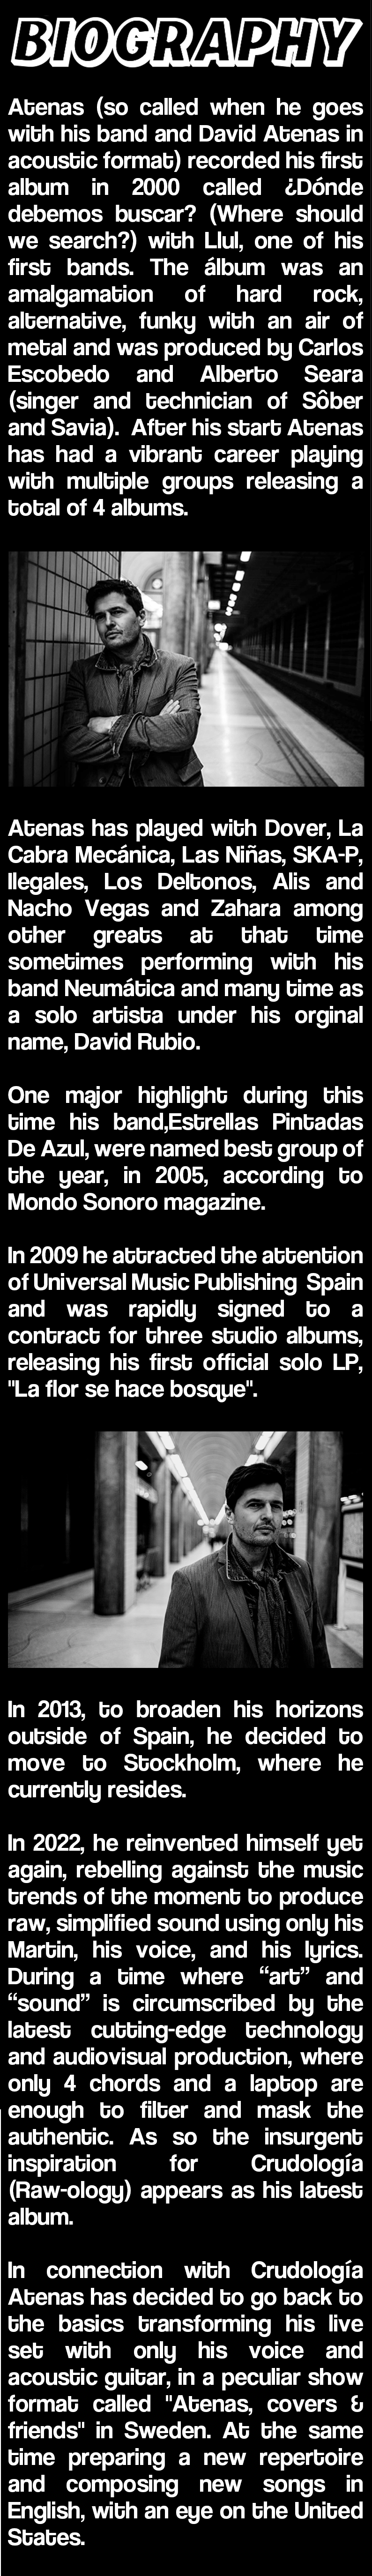 BIOGRAPHY
Atenas (so called when he goes
with his band and David Atenas in
acoustic format) recorded his first
album in 2000 called ¿Dónde
debemos buscar? (Where should
we search?) with Llul, one of his
first bands. The álbum was an
amalgamation of hard rock,
alternative, funky with an air of
metal and was produced by Carlos
Escobedo and Alberto Seara
(singer and technician of Sôber
and Savia). After his start Atenas
has had a vibrant career playing
with multiple groups releasing a
total of 4 albums.
Atenas has played with Dover, La
Cabra Mecánica, Las Niñas, SKA-P,
Ilegales, Los Deltonos, Alis and
Nacho Vegas and Zahara among
other greats at that time
sometimes performing with his
band Neumática and many time as
a solo artista under his orginal
name, David Rubio.
One major highlight during this
time his band,Estrellas Pintadas
De Azul, were named best group of
the year, in 2005, according to
Mondo Sonoro magazine.
In 2009 he attracted the attention
of Universal Music Publishing Spain
and was rapidly signed to a
contract for three studio albums,
releasing his first official solo LP,
"La flor se hace bosque".
In 2013, to broaden his horizons
outside of Spain, he decided to
move to Stockholm, where he
currently resides.
In 2022, he reinvented himself yet
again, rebelling against the music
trends of the moment to produce
raw, simplified sound using only his
Martin, his voice, and his lyrics.
During a time where “art” and
“sound” is circumscribed by the
latest cutting-edge technology
and audiovisual production, where
only 4 chords and a laptop are
enough to filter and mask the
authentic. As so the insurgent
inspiration for Crudología
(Raw-ology) appears as his latest
album.
In connection with Crudología
Atenas has decided to go back to
the basics transforming his live
set with only his voice and
acoustic guitar, in a peculiar show
format called "Atenas, covers &
friends" in Sweden. At the same
time preparing a new repertoire
and composing new songs in
English, with an eye on the United
States.